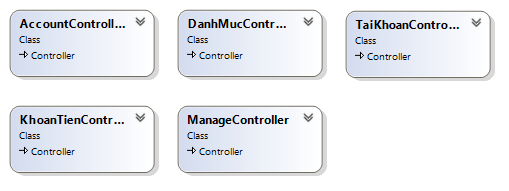 AccountControll...
Class
Controller
DanhMucContr...
Class
Controller
TaiKhoanContro...
Class
Controller
KhoanTienContr...
Class
Controller
ManageController
Class
Controller